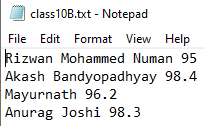 class10B.txt - Notepad
File Edit Format View Help
Rizwan Mohammed Numan 95
Akash Bandyopadhyay 98.4
Mayurnath 96.2
Anurag Joshi 98.3